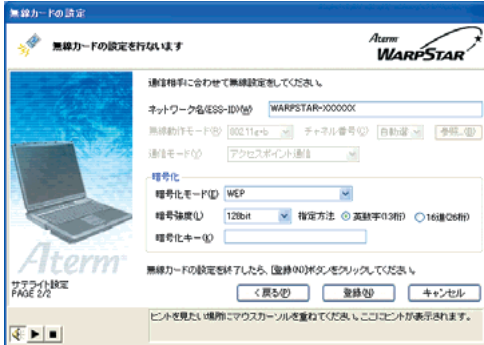 無線カードの設定
無線カードの設定を行ないます
Aterm
WARPSTAR
通信相手に合わせて無線設定をしてください。
ネットワーク名(ESS-ID)(W) WARPSTAR-XXXXXX
無線動作モード(R) 802.11g+b チャネル番号(C) 自動選 参照...(B)
通信モード(Y) アクセスポイント通信
暗号化
暗号化モード(E) WEP
暗号強度(L) 128bit 指定方法 英数字(13桁) 16進(26桁)
暗号化キー(K)
Aterm
無線カードの設定を終了したら、[登録(N)]ボタンをクリックしてください。
サテライト設定
PAGE 2/2
< 戻る(P) 登録(N) キャンセル
ヒントを見たい場所にマウスカーソルを重ねてください。ここにヒントが表示されます。